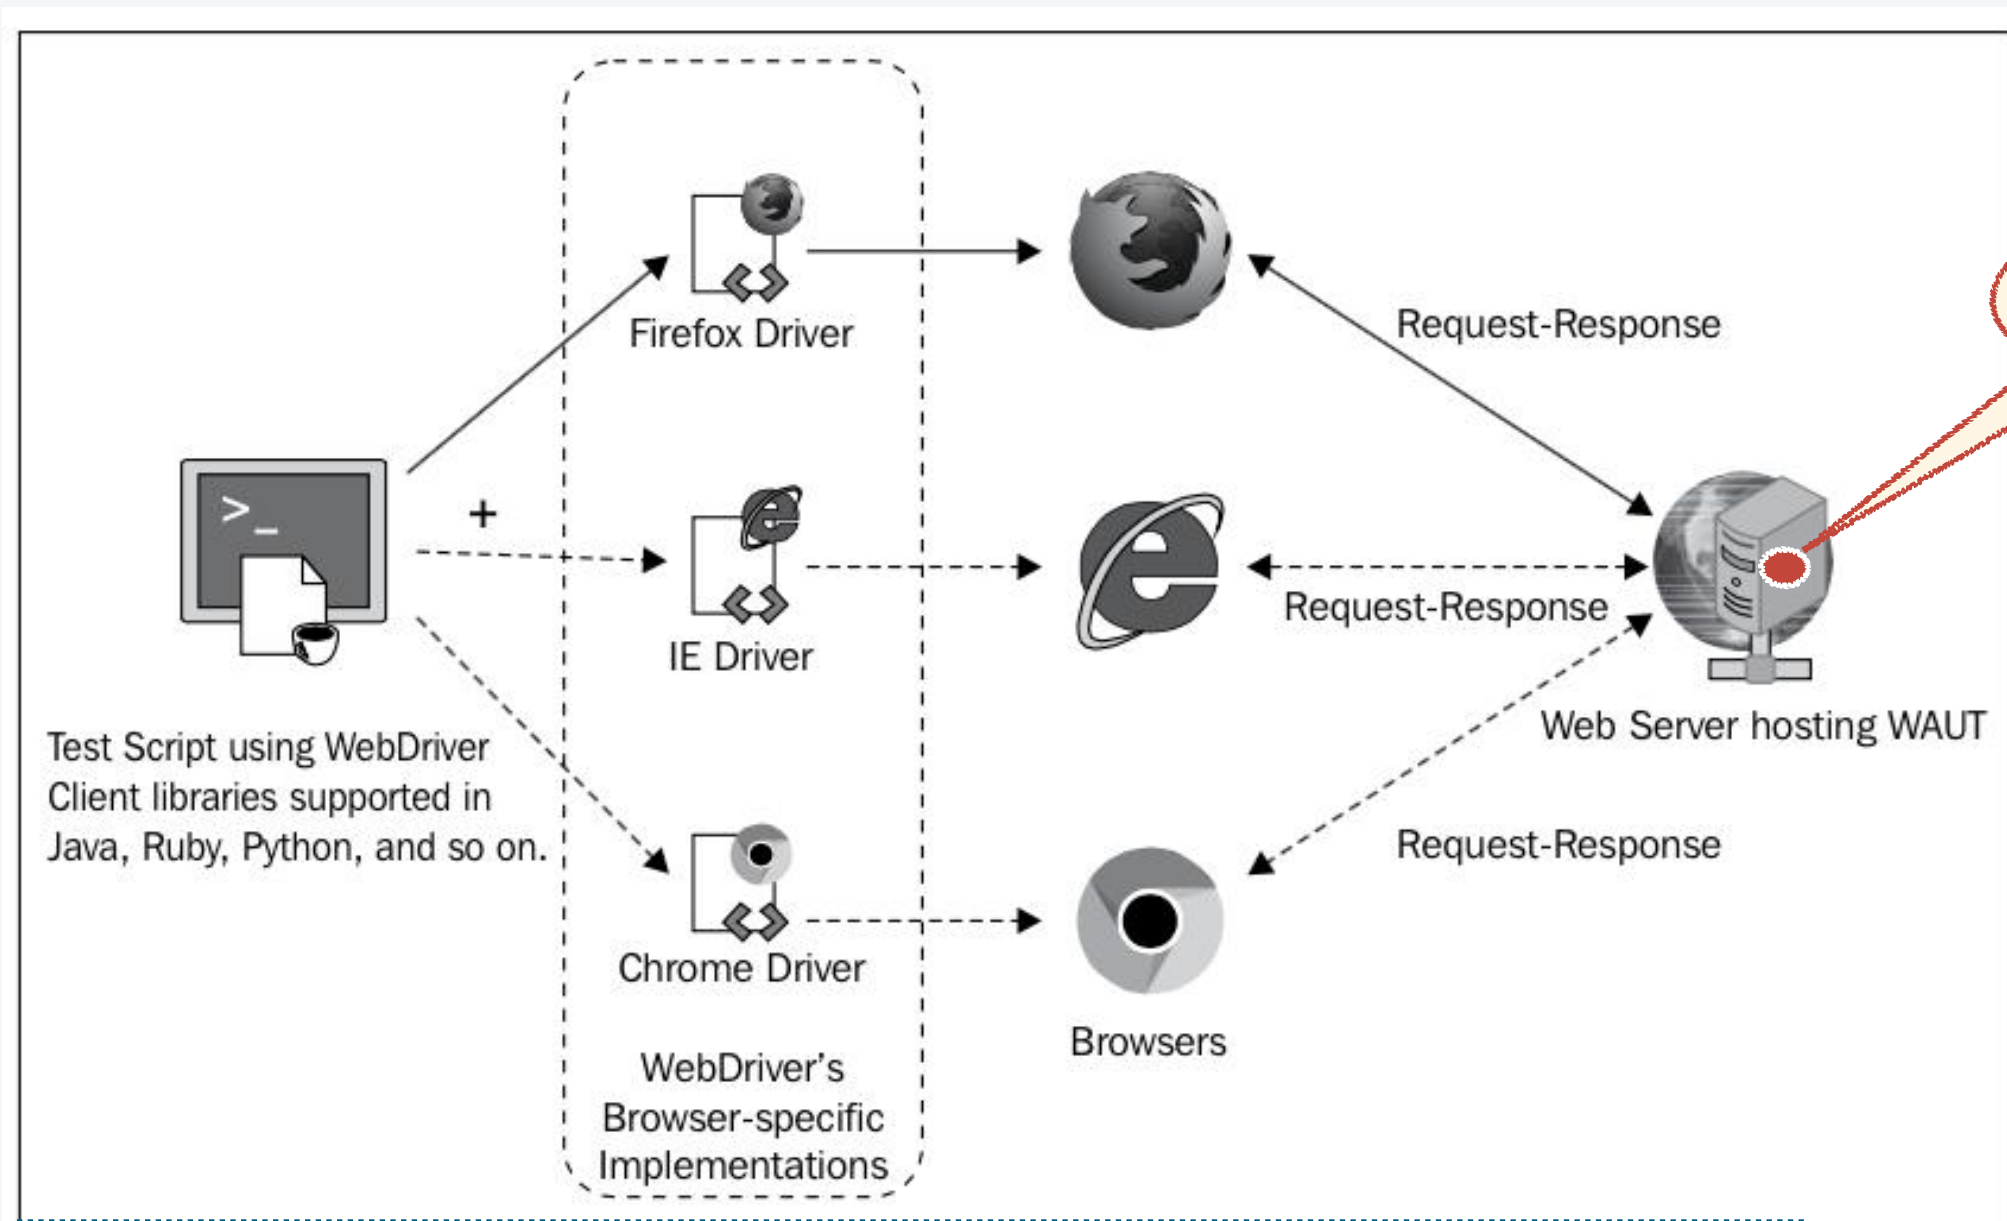 Firefox Driver
Request-Response
>_
+
IE Driver
Request-Response
Test Script using WebDriver
Client libraries supported in
Java, Ruby, Python, and so on.
Web Server hosting WAUT
Request-Response
Chrome Driver
Browsers
WebDriver's
Browser-specific
Implementations